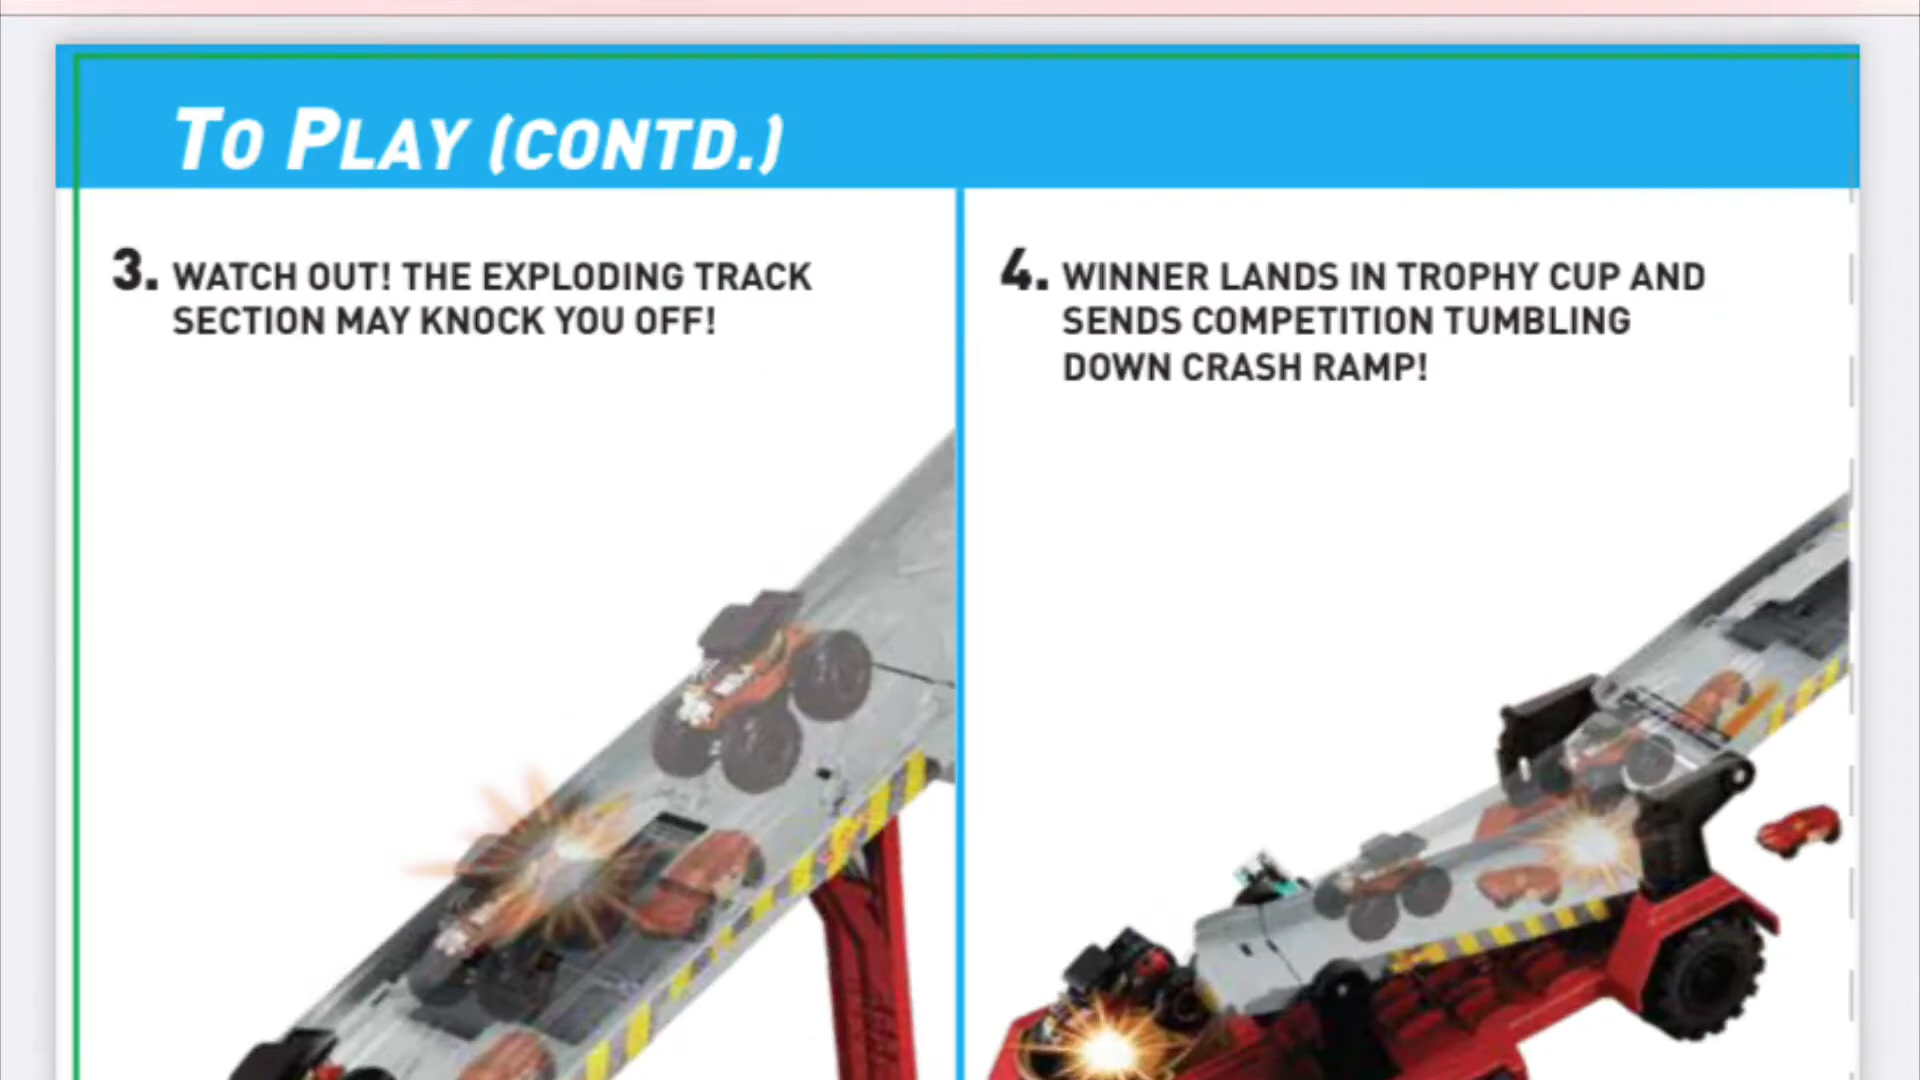 TO PLAY (CONTD.)
3. WATCH OUT! THE EXPLODING TRACK
SECTION MAY KNOCK YOU OFF!
4. WINNER LANDS IN TROPHY CUP AND
SENDS COMPETITION TUMBLING
DOWN CRASH RAMP!